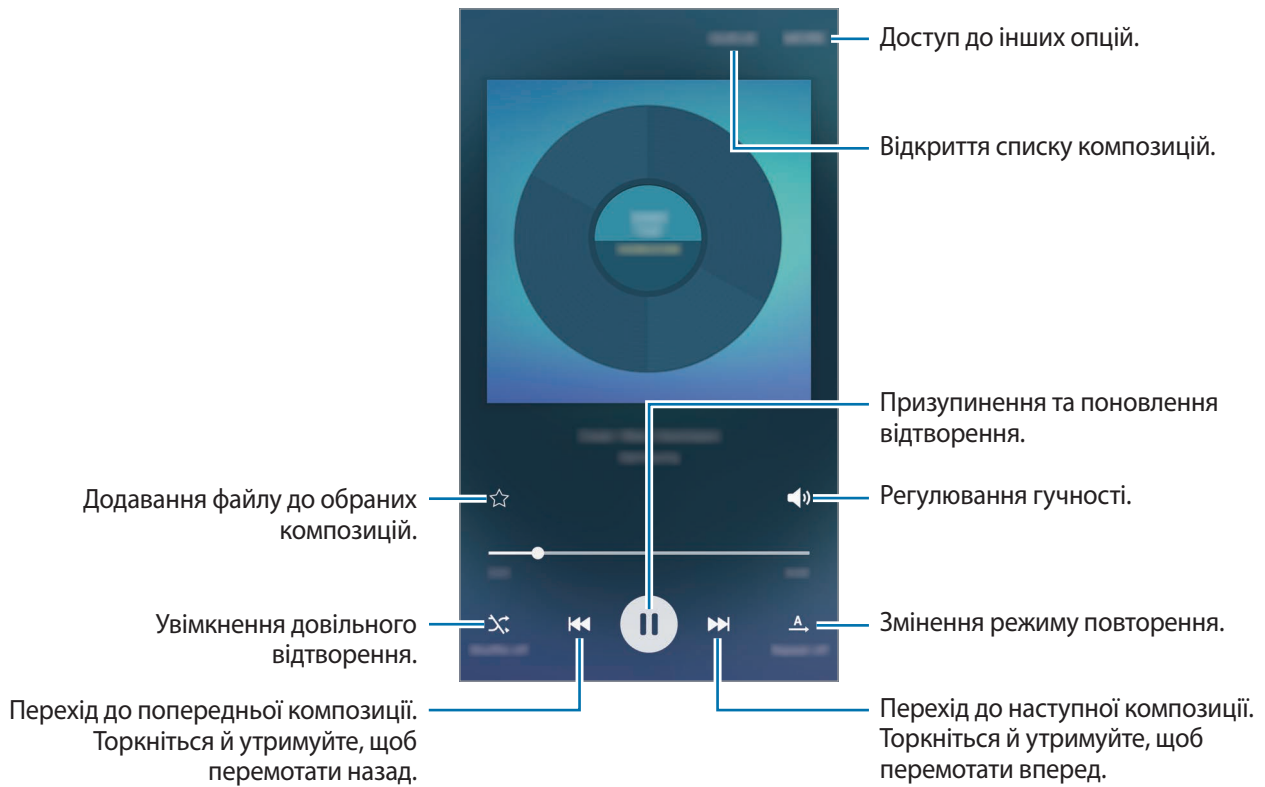 Доступ до інших опцій.
Відкриття списку композицій.
Призупинення та поновлення
відтворення.
Додавання файлу до обраних
композицій.
Регулювання гучності.
Увімкнення довільного
відтворення.
A
Змінення режиму повторення.
Перехід до попередньої композиції.
Торкніться й утримуйте, щоб
перемотати назад.
Перехід до наступної композиції.
Торкніться й утримуйте, щоб
перемотати вперед.